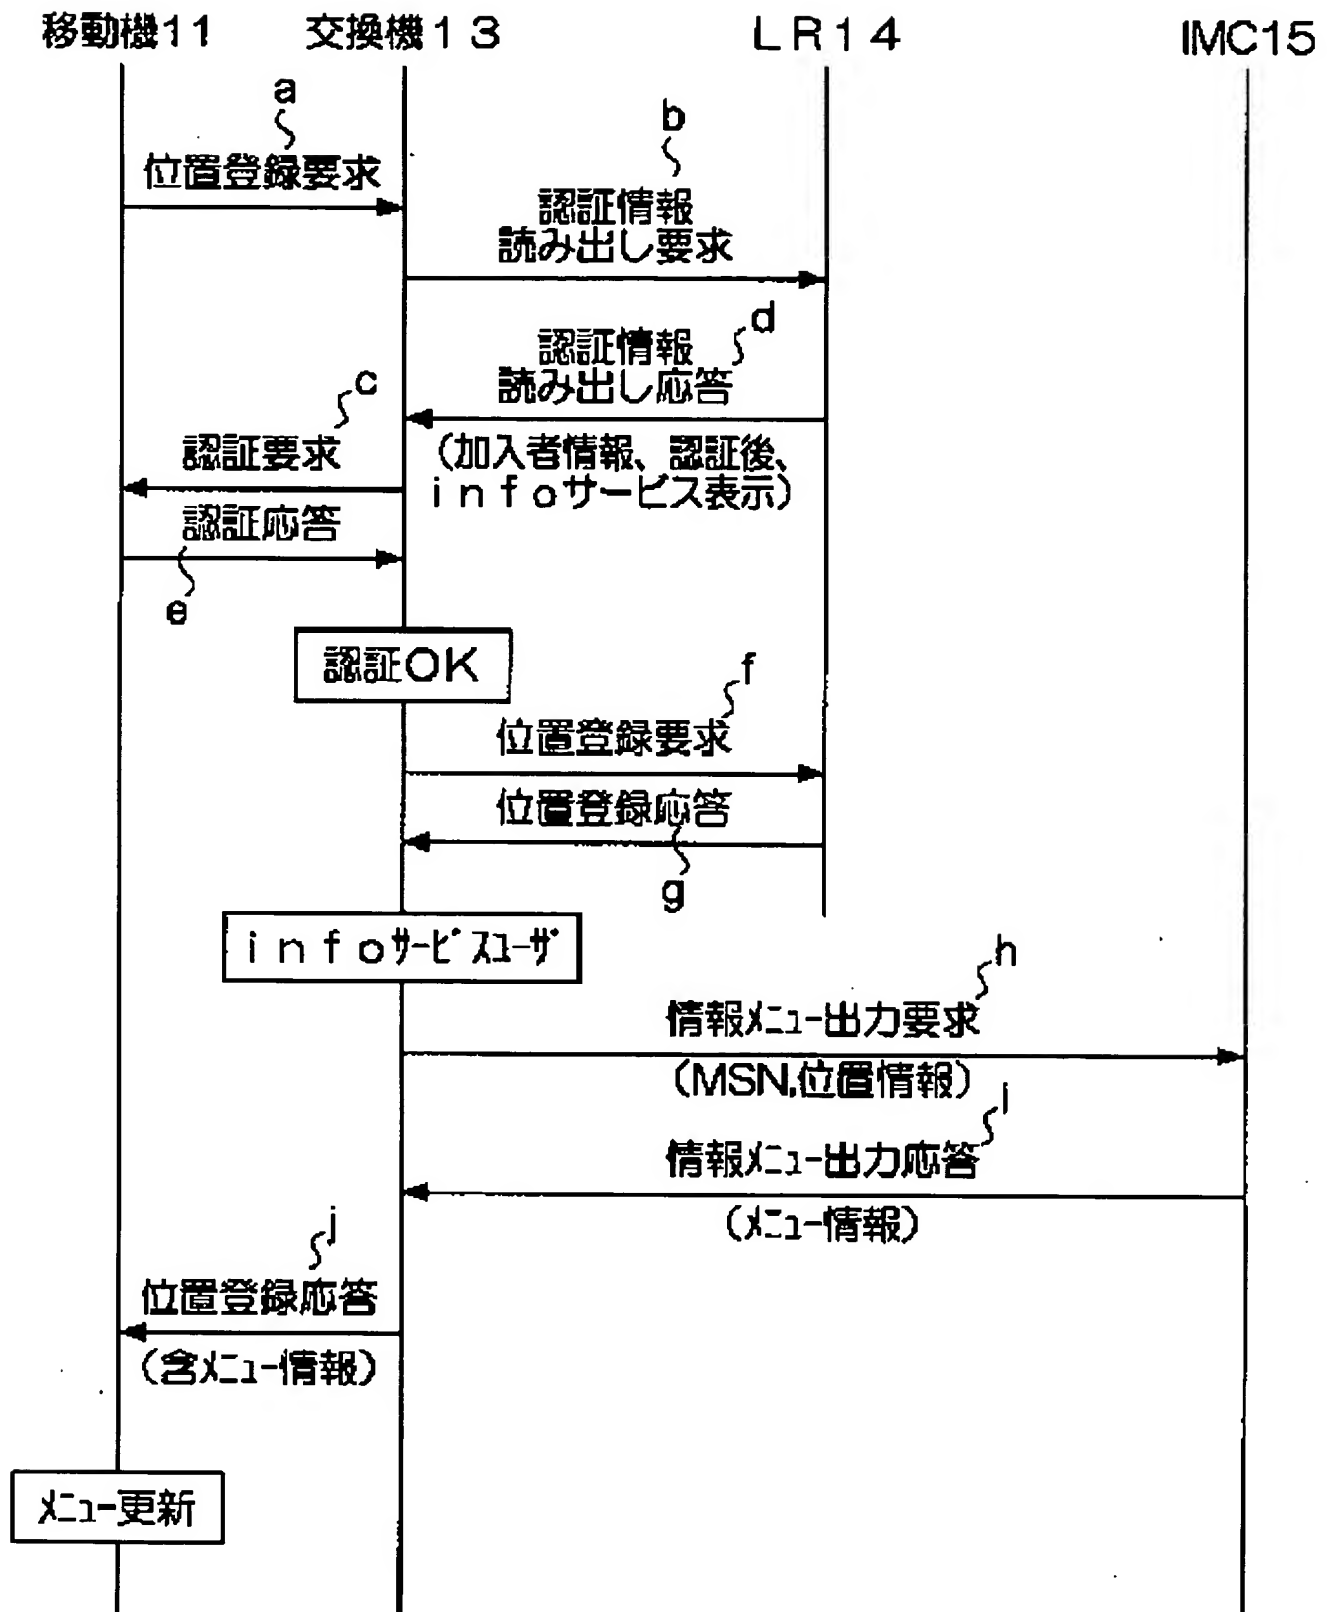 移動機11
交換機13
LR14
IMC15
a
位置登録要求
b
認証情報
読み出し要求
d
認証情報
読み出し応答
(加入者情報、認証後、
infoサービス表示)
c
認証要求
認証応答
e
認証OK
f
位置登録要求
位置登録応答
g
infoサービスユーザ
h
情報メニュー出力要求
(MSN,位置情報)
i
情報メニュー出力応答
(メニュー情報)
j
位置登録応答
(含メニュー情報)
メニュー更新